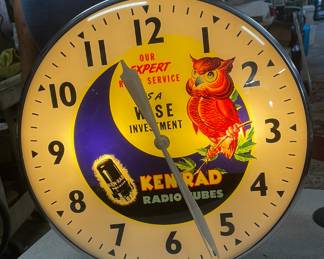 OUR
EXPERT
SERVICE
IS A
WISE
INVESTMENT
KEN-RAD
RADIO TUBES
12
1
2
3
4
5
6
7
8
9
10
11